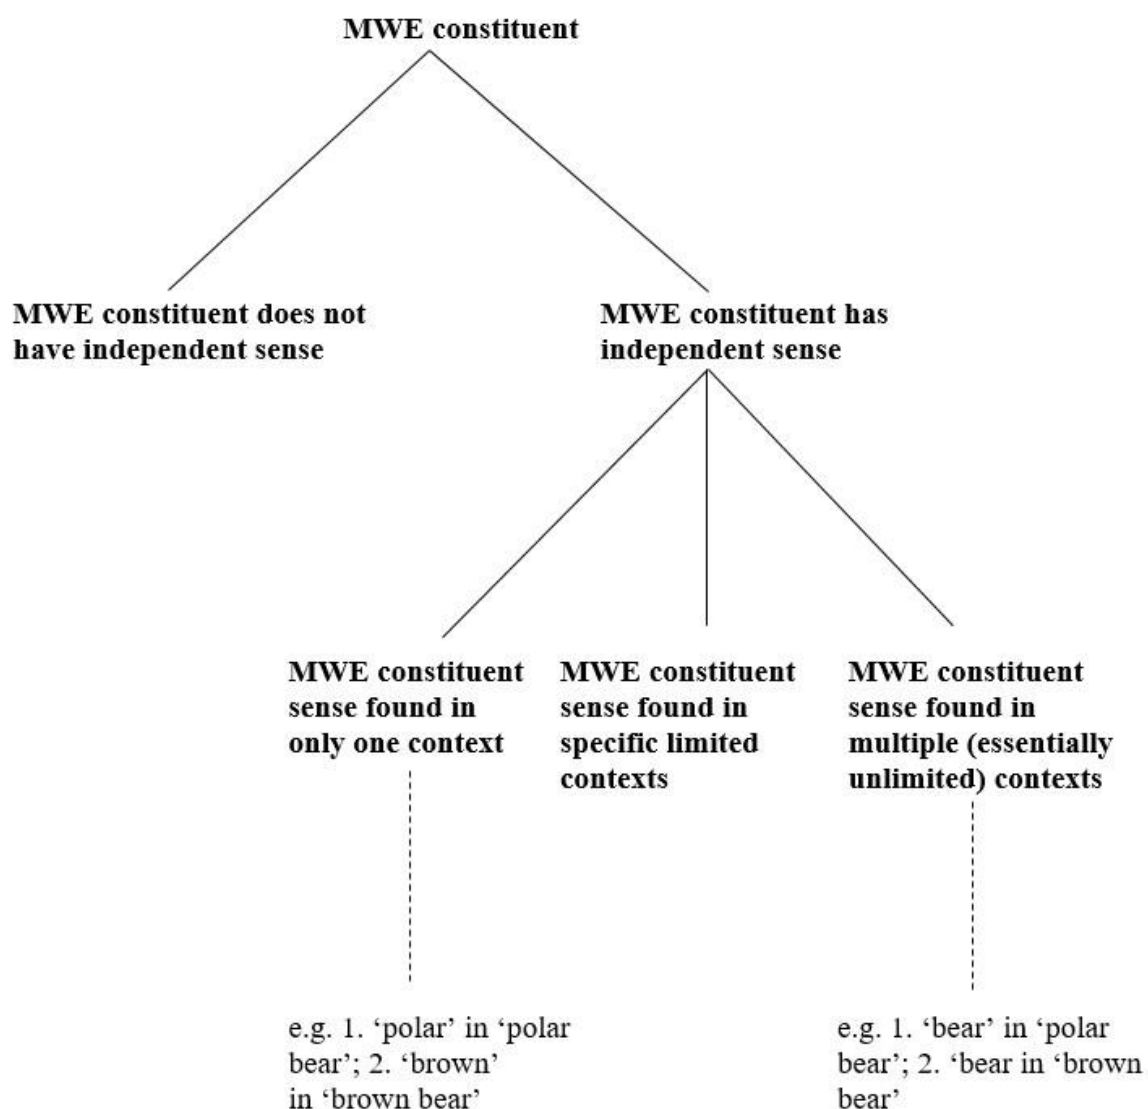 MWE constituent
MWE constituent does not
have independent sense
MWE constituent has
independent sense
MWE constituent
sense found in
only one context
MWE constituent
sense found in
specific limited
contexts
MWE constituent
sense found in
multiple (essentially
unlimited) contexts
e.g. 1. ‘polar’ in ‘polar
bear’; 2. ‘brown’
in ‘brown bear’
e.g. 1. ‘bear’ in ‘polar
bear’; 2. ‘bear in ‘brown
bear’